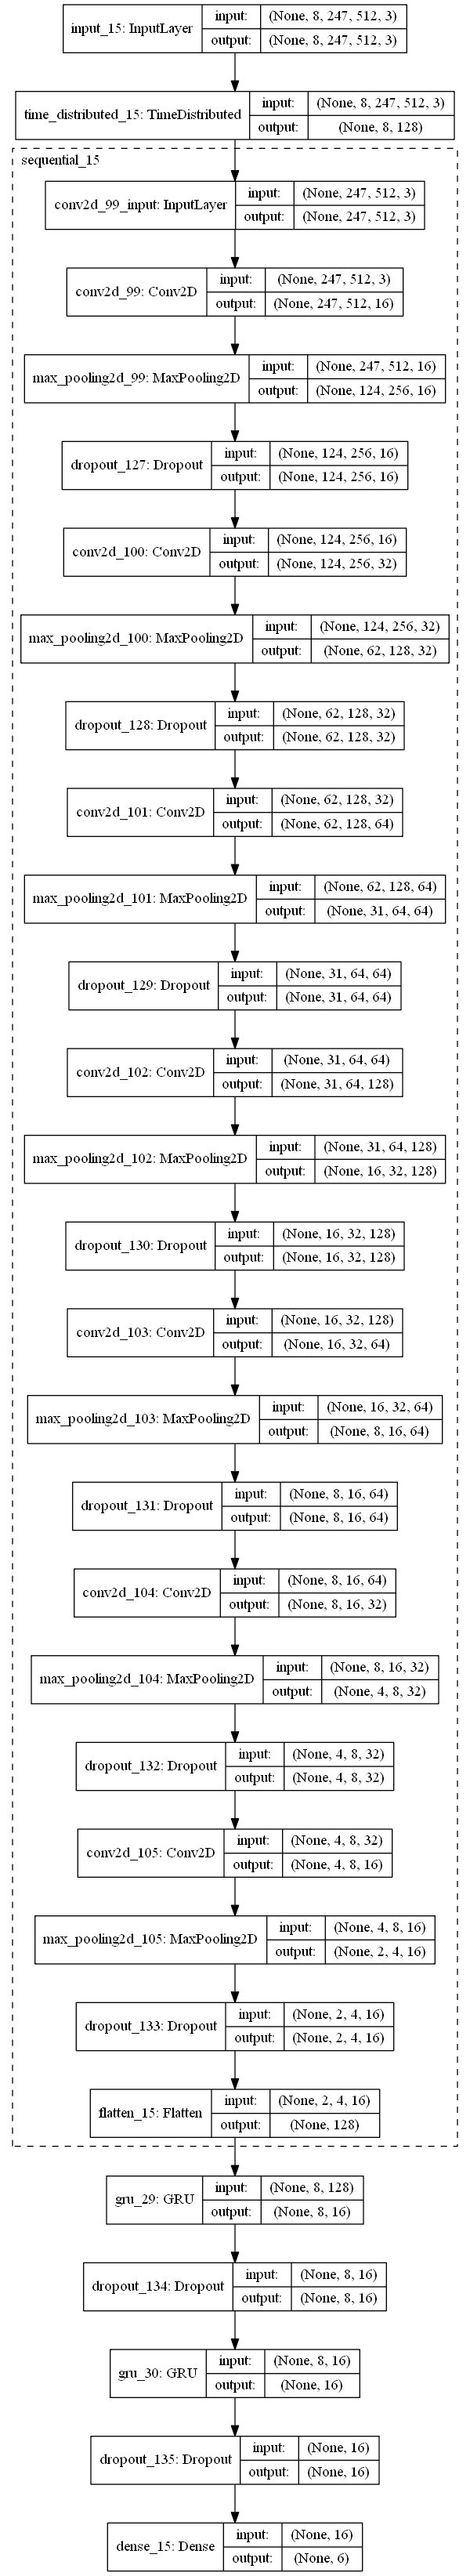 input_15: InputLayer
input: (None, 8, 247, 512, 3)
output: (None, 8, 247, 512, 3)
time_distributed_15: TimeDistributed
input: (None, 8, 247, 512, 3)
output: (None, 8, 128)
sequential_15
conv2d_99_input: InputLayer
input: (None, 247, 512, 3)
output: (None, 247, 512, 3)
conv2d_99: Conv2D
input: (None, 247, 512, 3)
output: (None, 247, 512, 16)
max_pooling2d_99: MaxPooling2D
input: (None, 247, 512, 16)
output: (None, 124, 256, 16)
dropout_127: Dropout
input: (None, 124, 256, 16)
output: (None, 124, 256, 16)
conv2d_100: Conv2D
input: (None, 124, 256, 16)
output: (None, 124, 256, 32)
max_pooling2d_100: MaxPooling2D
input: (None, 124, 256, 32)
output: (None, 62, 128, 32)
dropout_128: Dropout
input: (None, 62, 128, 32)
output: (None, 62, 128, 32)
conv2d_101: Conv2D
input: (None, 62, 128, 32)
output: (None, 62, 128, 64)
max_pooling2d_101: MaxPooling2D
input: (None, 62, 128, 64)
output: (None, 31, 64, 64)
dropout_129: Dropout
input: (None, 31, 64, 64)
output: (None, 31, 64, 64)
conv2d_102: Conv2D
input: (None, 31, 64, 64)
output: (None, 31, 64, 128)
max_pooling2d_102: MaxPooling2D
input: (None, 31, 64, 128)
output: (None, 16, 32, 128)
dropout_130: Dropout
input: (None, 16, 32, 128)
output: (None, 16, 32, 128)
conv2d_103: Conv2D
input: (None, 16, 32, 128)
output: (None, 16, 32, 64)
max_pooling2d_103: MaxPooling2D
input: (None, 16, 32, 64)
output: (None, 8, 16, 64)
dropout_131: Dropout
input: (None, 8, 16, 64)
output: (None, 8, 16, 64)
conv2d_104: Conv2D
input: (None, 8, 16, 64)
output: (None, 8, 16, 32)
max_pooling2d_104: MaxPooling2D
input: (None, 8, 16, 32)
output: (None, 4, 8, 32)
dropout_132: Dropout
input: (None, 4, 8, 32)
output: (None, 4, 8, 32)
conv2d_105: Conv2D
input: (None, 4, 8, 32)
output: (None, 4, 8, 16)
max_pooling2d_105: MaxPooling2D
input: (None, 4, 8, 16)
output: (None, 2, 4, 16)
dropout_133: Dropout
input: (None, 2, 4, 16)
output: (None, 2, 4, 16)
flatten_15: Flatten
input: (None, 2, 4, 16)
output: (None, 128)
gru_29: GRU
input: (None, 8, 128)
output: (None, 8, 16)
dropout_134: Dropout
input: (None, 8, 16)
output: (None, 8, 16)
gru_30: GRU
input: (None, 8, 16)
output: (None, 16)
dropout_135: Dropout
input: (None, 16)
output: (None, 16)
dense_15: Dense
input: (None, 16)
output: (None, 6)